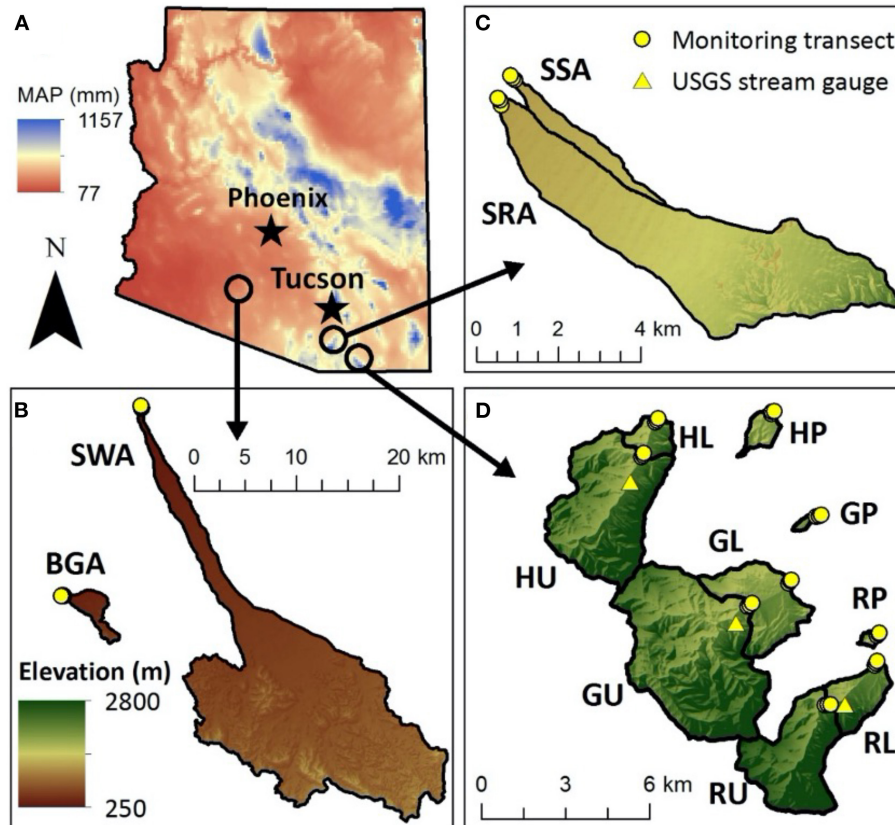 A
MAP (mm)
1157
77
N
Phoenix
Tucson
C
Monitoring transect
USGS stream gauge
SSA
SRA
0 1 2 4 km
B
SWA
0 5 10 20 km
BGA
Elevation (m)
2800
250
D
HL
HP
GP
HU
GL
RP
GU
RL
RU
0 3 6 km